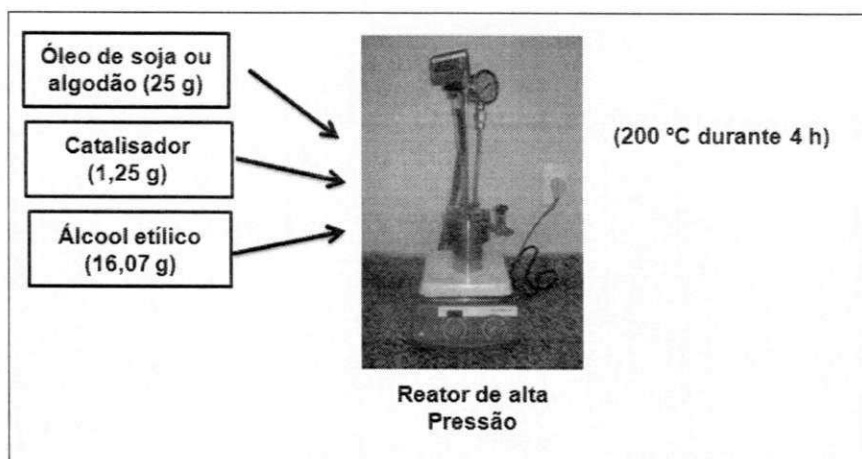 Óleo de soja ou
algodão (25 g)
Catalisador
(1,25 g)
Álcool etílico
(16,07 g)
(200 ºC durante 4 h)
Reator de alta
Pressão